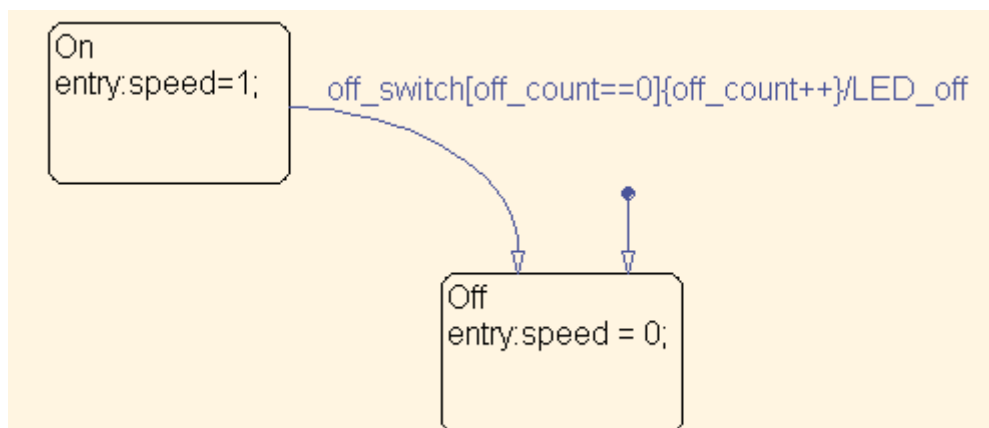 On
entry:speed=1;
off_switch[off_count==0]{off_count++}/LED_off
Off
entry:speed = 0;